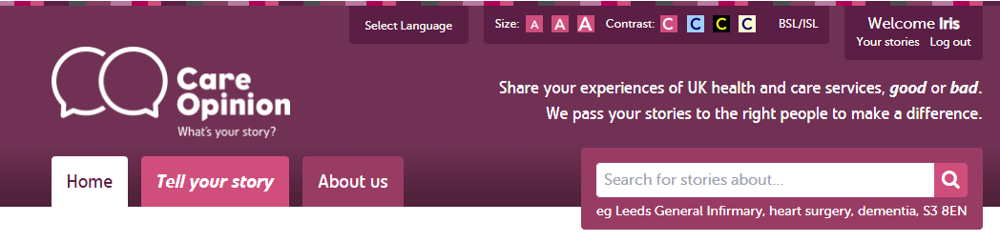 Select Language
Size: A A A Contrast: C C C C BSL/ISL
Welcome Iris
Your stories Log out
Care
Opinion
What's your story?
Share your experiences of UK health and care services, good or bad.
We pass your stories to the right people to make a difference.
Home Tell your story About us
Search for stories about...
eg Leeds General Infirmary, heart surgery, dementia, S3 8EN